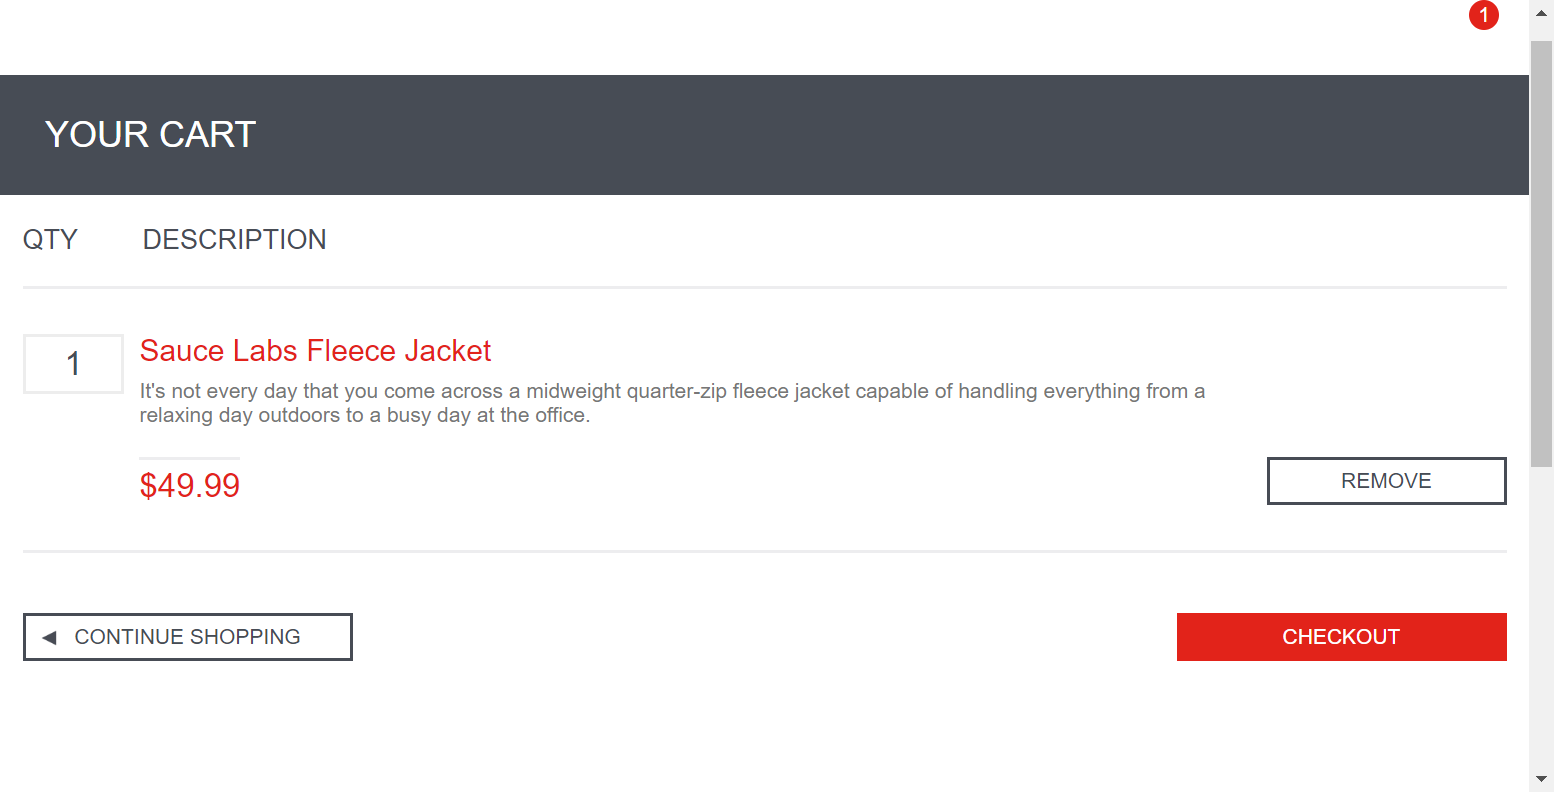 1
YOUR CART
QTY DESCRIPTION
1
Sauce Labs Fleece Jacket
It's not every day that you come across a midweight quarter-zip fleece jacket capable of handling everything from a
relaxing day outdoors to a busy day at the office.
$49.99
REMOVE
CONTINUE SHOPPING
CHECKOUT